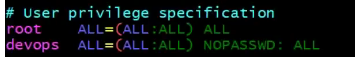 # User privilege specification
root    ALL=(ALL:ALL) ALL
devops  ALL=(ALL:ALL) NOPASSWD: ALL